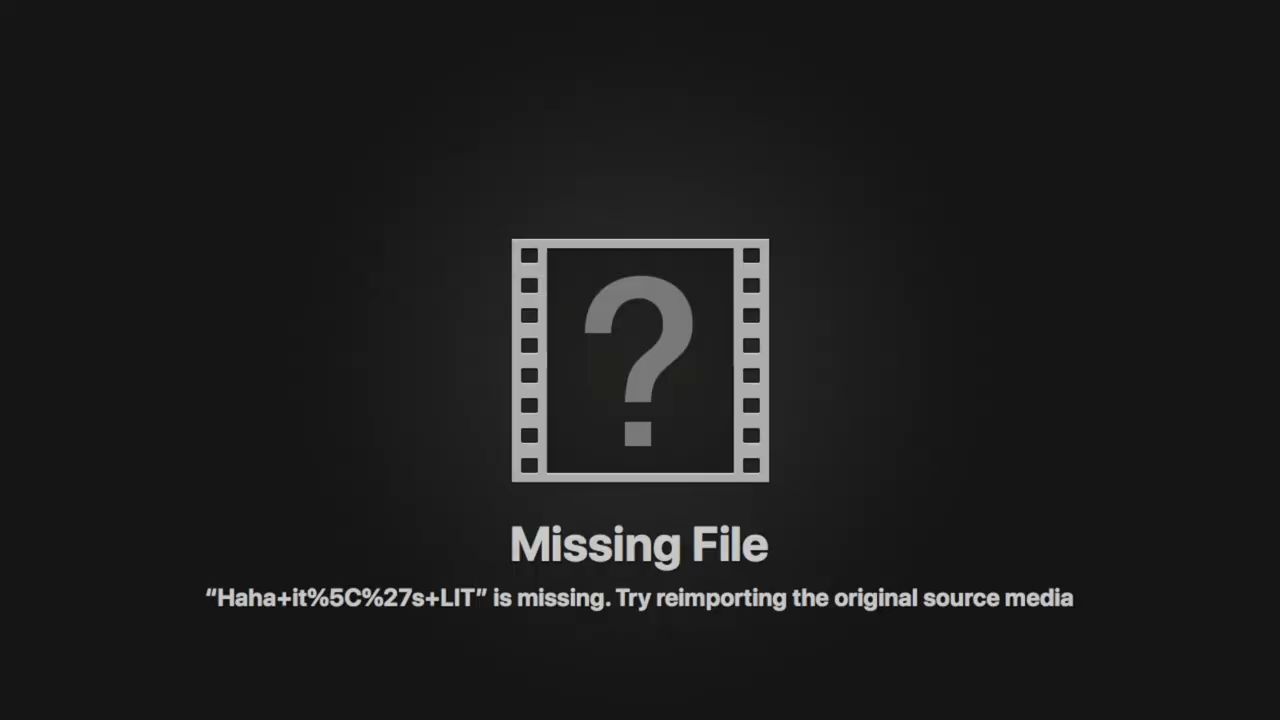 ?
Missing File
“Haha+it%5C%27s+LIT” is missing. Try reimporting the original source media